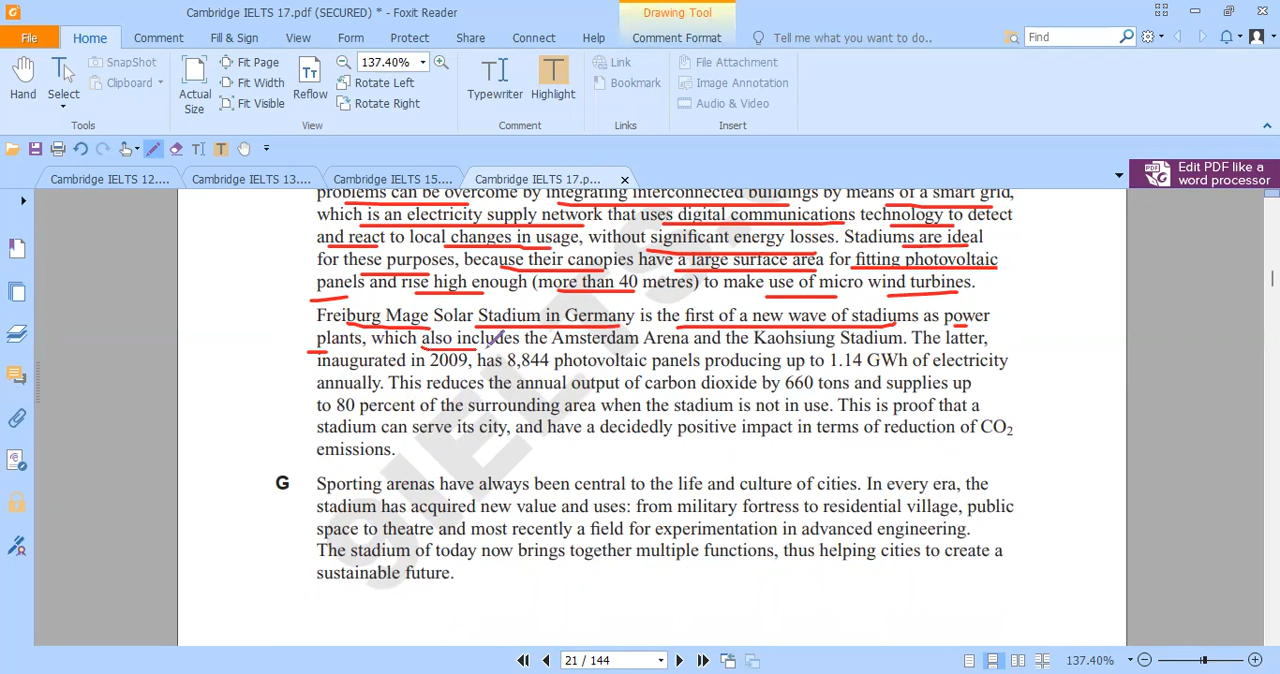 Cambridge IELTS 17.pdf (SECURED) * - Foxit Reader
Drawing Tool
File Home Comment Fill & Sign View Form Protect Share Connect Help Comment Format Tell me what you want to do.. Find
SnapShot
Clipboard
Hand Select
Tools
Actual Size
Fit Page
Fit Width
Fit Visible
Reflow
137.40%
Rotate Left
Rotate Right
View
Typewriter Highlight
Comment
Link
Bookmark
Links
File Attachment
Image Annotation
Audio & Video
Insert
Cambridge IELTS 12.... Cambridge IELTS 13.... Cambridge IELTS 15.... Cambridge IELTS 17.p...
Edit PDF like a
word processor
problems can be overcome by integrating interconnected buildings by means of a smart grid,
which is an electricity supply network that uses digital communications technology to detect
and react to local changes in usage, without significant energy losses. Stadiums are ideal
for these purposes, because their canopies have a large surface area for fitting photovoltaic
panels and rise high enough (more than 40 metres) to make use of micro wind turbines.
Freiburg Mage Solar Stadium in Germany is the first of a new wave of stadiums as power
plants, which also includes the Amsterdam Arena and the Kaohsiung Stadium. The latter,
inaugurated in 2009, has 8,844 photovoltaic panels producing up to 1.14 GWh of electricity
annually. This reduces the annual output of carbon dioxide by 660 tons and supplies up
to 80 percent of the surrounding area when the stadium is not in use. This is proof that a
stadium can serve its city, and have a decidedly positive impact in terms of reduction of CO2
emissions.
G Sporting arenas have always been central to the life and culture of cities. In every era, the
stadium has acquired new value and uses: from military fortress to residential village, public
space to theatre and most recently a field for experimentation in advanced engineering.
The stadium of today now brings together multiple functions, thus helping cities to create a
sustainable future.
9IELTS
21 / 144
137.40%